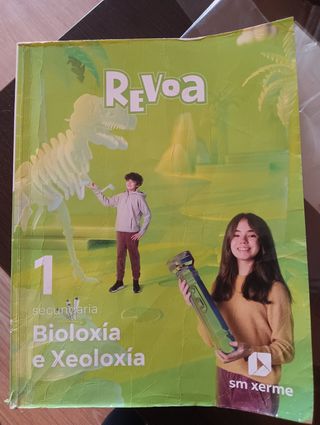 REVOA
1
secundaria
Bioloxía
e Xeoloxía
sm xerme